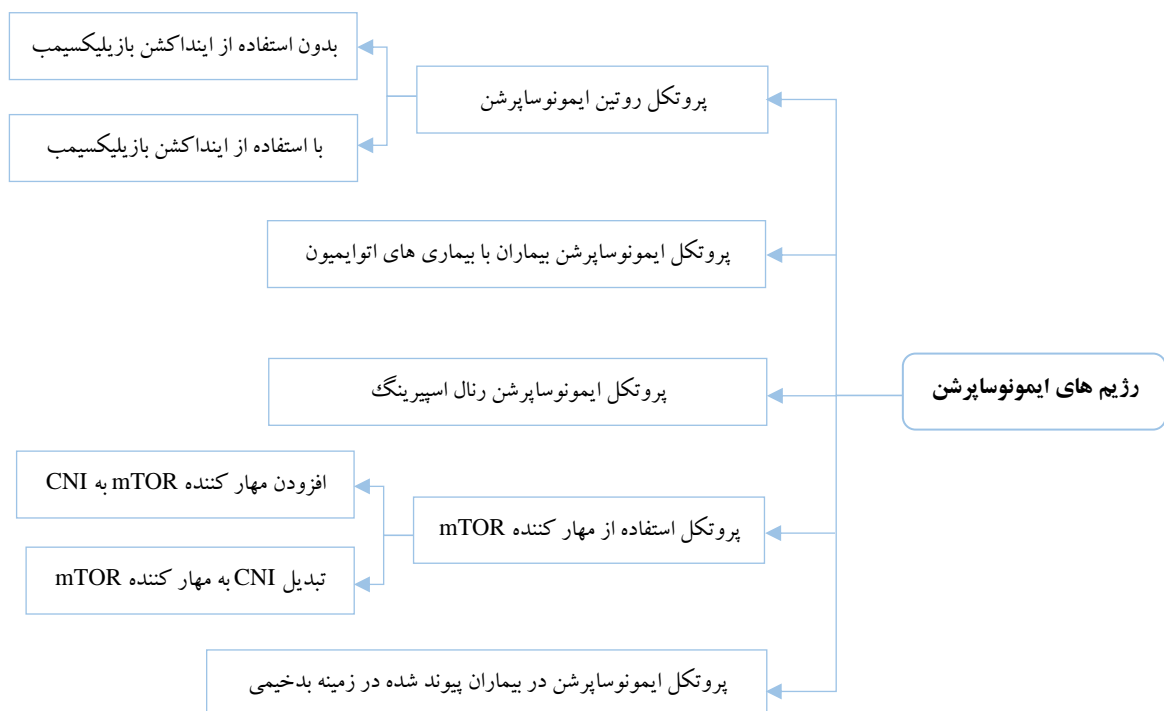 رژیم های ایمونوساپرشن
پروتکل روتین ایمونوساپرشن
بدون استفاده از اینداکشن بازیلیکسیمب
با استفاده از اینداکشن بازیلیکسیمب
پروتکل ایمونوساپرشن بیماران با بیماری های اتوایمیون
پروتکل ایمونوساپرشن رنال اسپیرینگ
پروتکل استفاده از مهار کننده mTOR
افزودن مهار کننده mTOR به CNI
تبدیل CNI به مهار کننده mTOR
پروتکل ایمونوساپرشن در بیماران پیوند شده در زمینه بدخیمی